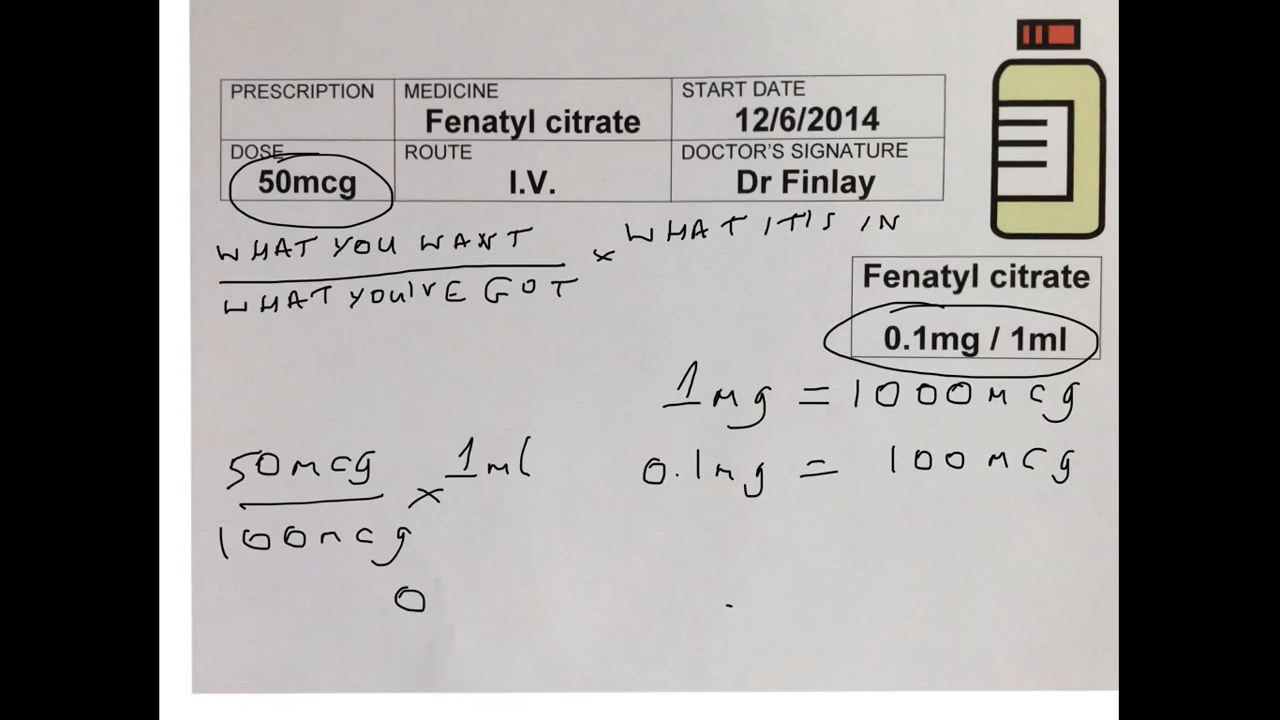 PRESCRIPTION MEDICINE START DATE
Fenatyl citrate 12/6/2014
DOSE ROUTE DOCTOR'S SIGNATURE
50mcg I.V. Dr Finlay
WHAT YOU WANT × WHAT IT'S IN
WHAT YOU'VE GOT
Fenatyl citrate
0.1mg / 1ml
1mg = 1000mcg
0.1mg = 100mcg
50mcg × 1ml
100mcg
0